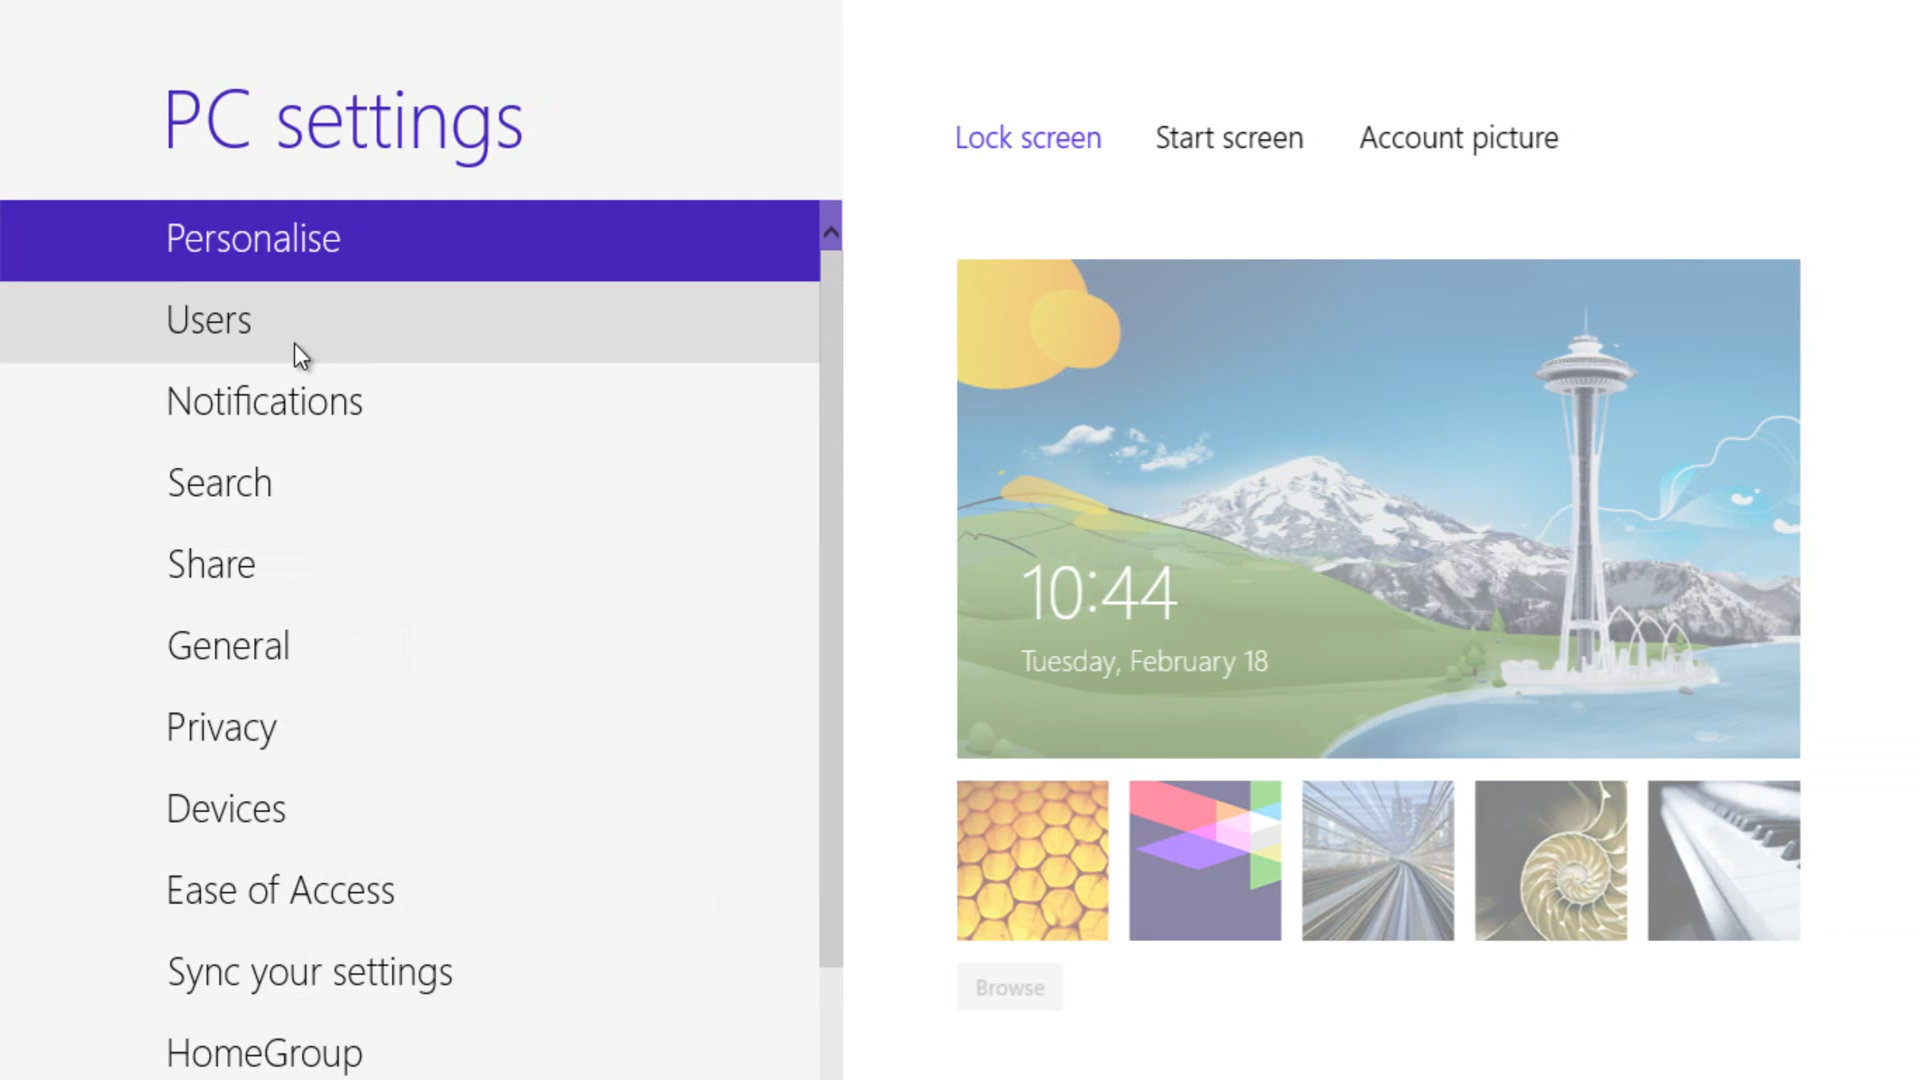 PC settings
Personalise
Users
Notifications
Search
Share
General
Privacy
Devices
Ease of Access
Sync your settings
HomeGroup
Lock screen
Start screen
Account picture
10:44
Tuesday, February 18
Browse